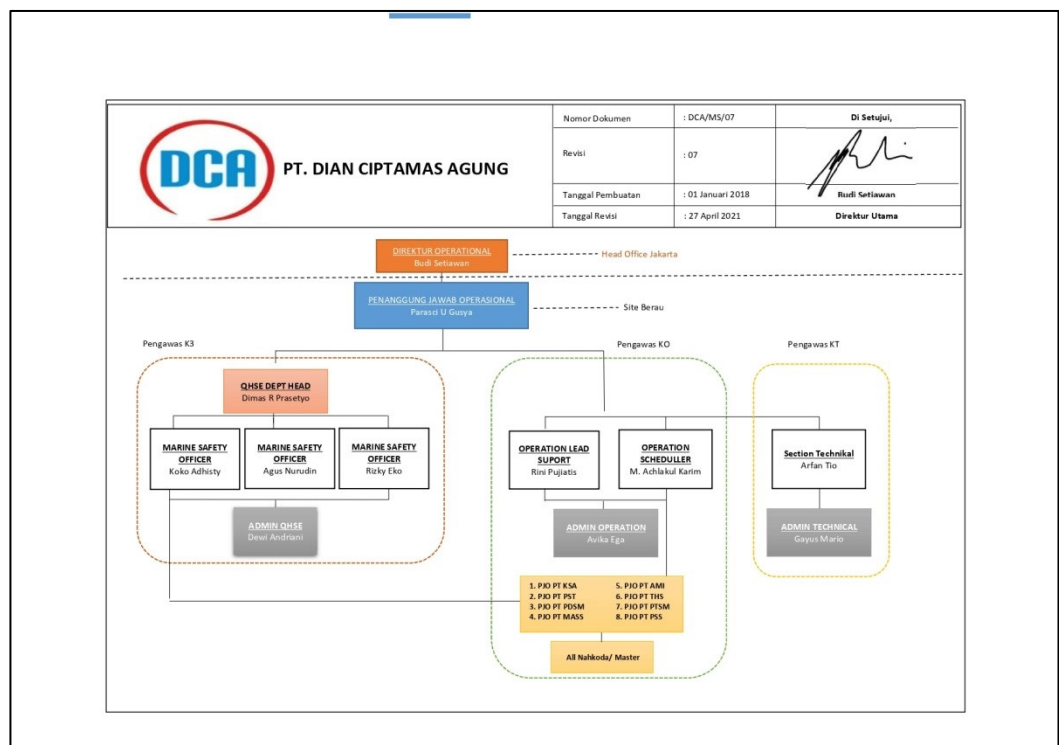 DCA
PT. DIAN CIPTAMAS AGUNG
Nomor Dokumen : DCA/MS/07 Di Setujui,
Revisi : 07
Tanggal Pembuatan : 01 Januari 2018 Budi Setiawan
Tanggal Revisi : 27 April 2021 Direktur Utama
DIREKTUR OPERATIONAL
Budi Setiawan
Head Office Jakarta
PENANGGUNG JAWAB OPERASIONAL
Parasci U Gusya
Site Berau
Pengawas K3
Pengawas KO
Pengawas KT
QHSE DEPT HEAD
Dimas R Prasetyo
MARINE SAFETY
OFFICER
Koko Adhisty
MARINE SAFETY
OFFICER
Agus Nurudin
MARINE SAFETY
OFFICER
Rizky Eko
OPERATION LEAD
SUPORT
Rini Pujiatis
OPERATION
SCHEDULLER
M. Achlakul Karim
Section Technikal
Arfan Tio
ADMIN QHSE
Dewi Andriani
ADMIN OPERATION
Avika Ega
ADMIN TECHNICAL
Gayus Mario
1. PJO PT KSA
2. PJO PT PST
3. PJO PT PDSM
4. PJO PT MASS
5. PJO PT AMI
6. PJO PT THS
7. PJO PT PTSM
8. PJO PT PSS
All Nahkoda/ Master